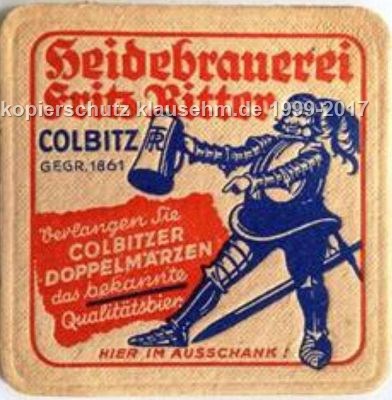 Heidebrauerei
Fritz Ritter
kopierschutz klausehm.de 1999-2017
COLBITZ
GEGR. 1861
FR
Verlangen Sie
COLBITZER
DOPPELMÄRZEN
das bekannte
Qualitätsbier
HIER IM AUSSCHANK!